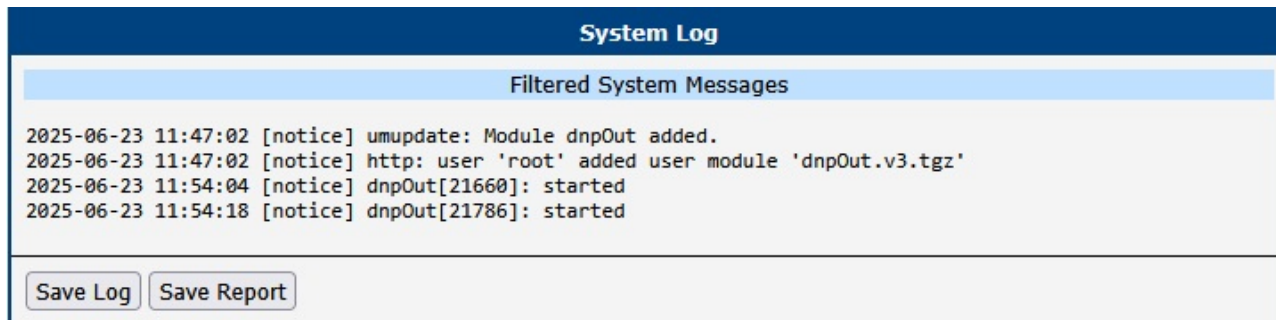 System Log
Filtered System Messages
2025-06-23 11:47:02 [notice] umupdate: Module dnpOut added.
2025-06-23 11:47:02 [notice] http: user 'root' added user module 'dnpOut.v3.tgz'
2025-06-23 11:54:04 [notice] dnpOut[21660]: started
2025-06-23 11:54:18 [notice] dnpOut[21786]: started
Save Log Save Report